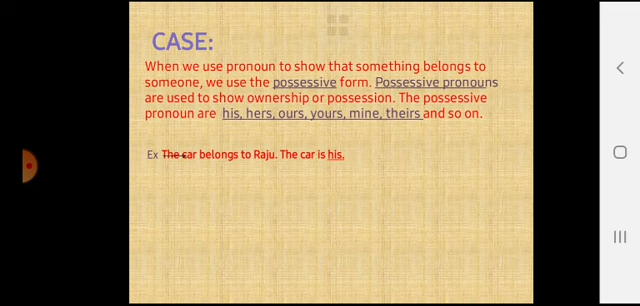 CASE:
When we use pronoun to show that something belongs to
someone, we use the possessive form. Possessive pronouns
are used to show ownership or possession. The possessive
pronoun are his, hers, ours, yours, mine, theirs and so on.
Ex The car belongs to Raju. The car is his.